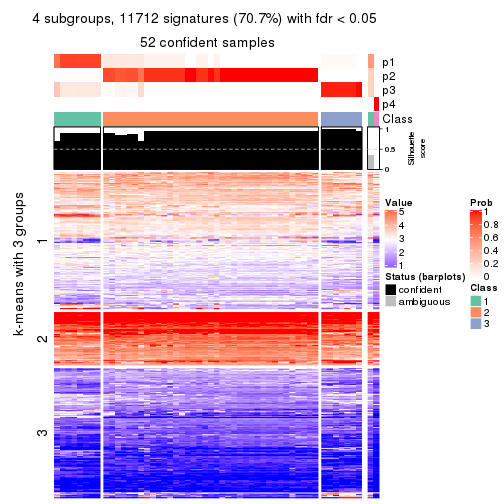 4 subgroups, 11712 signatures (70.7%) with fdr < 0.05
52 confident samples
p1
p2
p3
p4
Class
1
0.5
0
Silhouette
score
k-means with 3 groups
1
2
3
Value
5
4
3
2
1
Status (barplots)
confident
ambiguous
Prob
1
0.8
0.6
0.4
0.2
0
Class
1
2
3